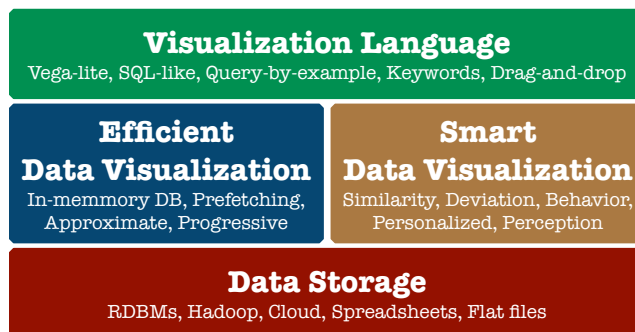 Visualization Language
Vega-lite, SQL-like, Query-by-example, Keywords, Drag-and-drop
Efficient
Data Visualization
In-memmory DB, Prefetching,
Approximate, Progressive
Smart
Data Visualization
Similarity, Deviation, Behavior,
Personalized, Perception
Data Storage
RDBMs, Hadoop, Cloud, Spreadsheets, Flat files